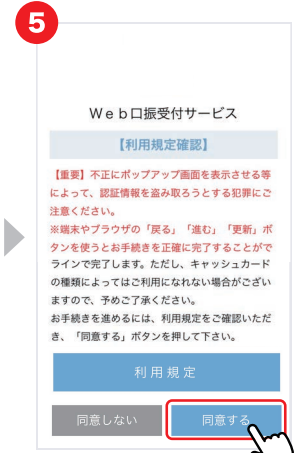 5
Ｗｅｂ口振受付サービス
【利用規定確認】
【重要】不正にポップアップ画面を表示させる等
によって、認証情報を盗み取ろうとする犯罪にご
注意ください。
※端末やブラウザの「戻る」「進む」「更新」ボ
タンを使うとお手続きを正確に完了することがで
ラインで完了します。ただし、キャッシュカード
の種類によってはご利用になれない場合がござい
ますので、予めご了承ください。
お手続きを進めるには、利用規定をご確認いただ
き、「同意する」ボタンを押して下さい。
利用規定
同意しない
同意する